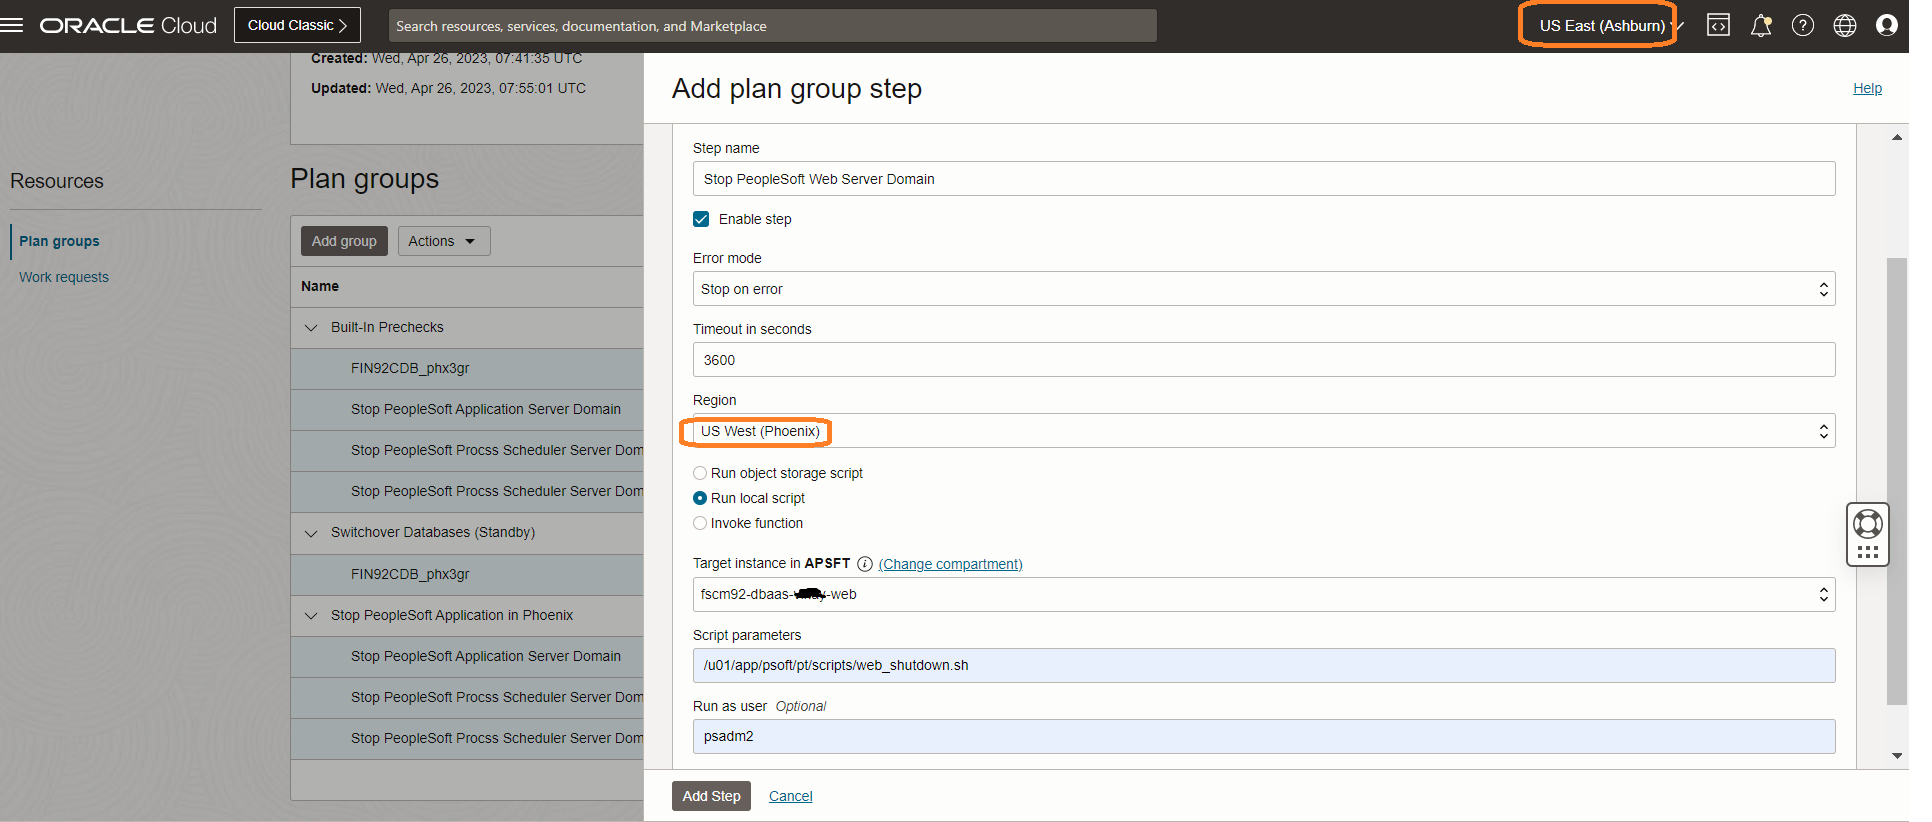 ORACLE Cloud
Cloud Classic
Search resources, services, documentation, and Marketplace
US East (Ashburn)
Created: Wed, Apr 26, 2023, 07:41:35 UTC
Updated: Wed, Apr 26, 2023, 07:55:01 UTC
Resources
Plan groups
Work requests
Plan groups
Add group
Actions
Name
Built-In Prechecks
FIN92CDB_phx3gr
Stop PeopleSoft Application Server Domain
Stop PeopleSoft Procss Scheduler Server Dom
Stop PeopleSoft Procss Scheduler Server Dom
Switchover Databases (Standby)
FIN92CDB_phx3gr
Stop PeopleSoft Application in Phoenix
Stop PeopleSoft Application Server Domain
Stop PeopleSoft Procss Scheduler Server Dom
Stop PeopleSoft Procss Scheduler Server Dom
Add plan group step
Help
Step name
Stop PeopleSoft Web Server Domain
Enable step
Error mode
Stop on error
Timeout in seconds
3600
Region
US West (Phoenix)
Run object storage script
Run local script
Invoke function
Target instance in APSFT (Change compartment)
fscm92-dbaas- -web
Script parameters
/u01/app/psoft/pt/scripts/web_shutdown.sh
Run as user Optional
psadm2
Add Step
Cancel